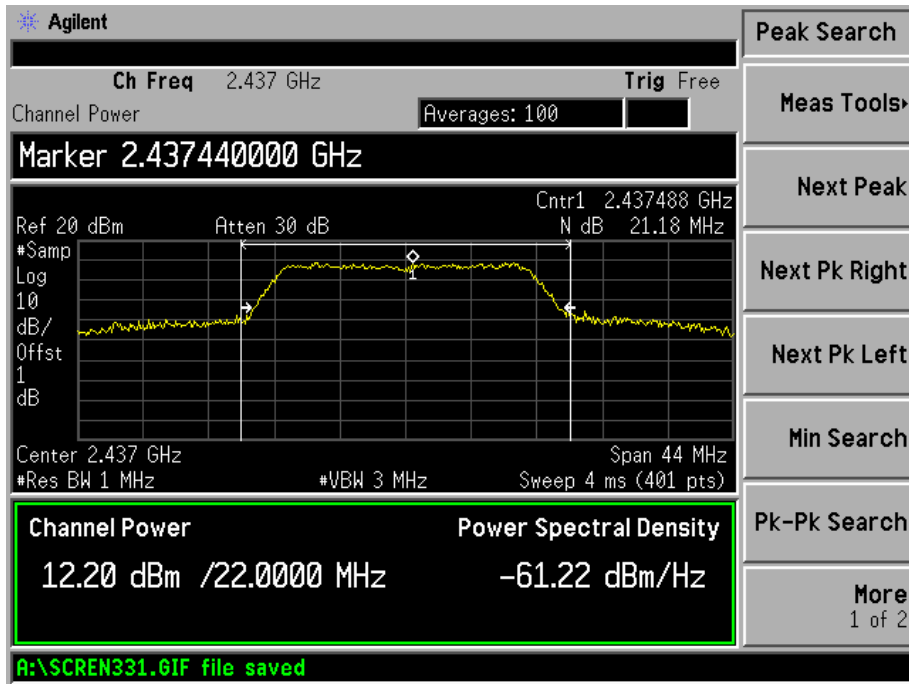 Agilent
Peak Search
Ch Freq 2.437 GHz Trig Free
Channel Power Averages: 100
Meas Tools
Marker 2.437440000 GHz
Next Peak
Cntr1 2.437488 GHz
Ref 20 dBm Atten 30 dB N dB 21.18 MHz
#Samp
Log
10
dB/
Offst
1
dB
1
Next Pk Right
Next Pk Left
Center 2.437 GHz Span 44 MHz
#Res BW 1 MHz #VBW 3 MHz Sweep 4 ms (401 pts)
Min Search
Channel Power Power Spectral Density
12.20 dBm /22.0000 MHz -61.22 dBm/Hz
Pk-Pk Search
More
1 of 2
A:\SCREN331.GIF file saved